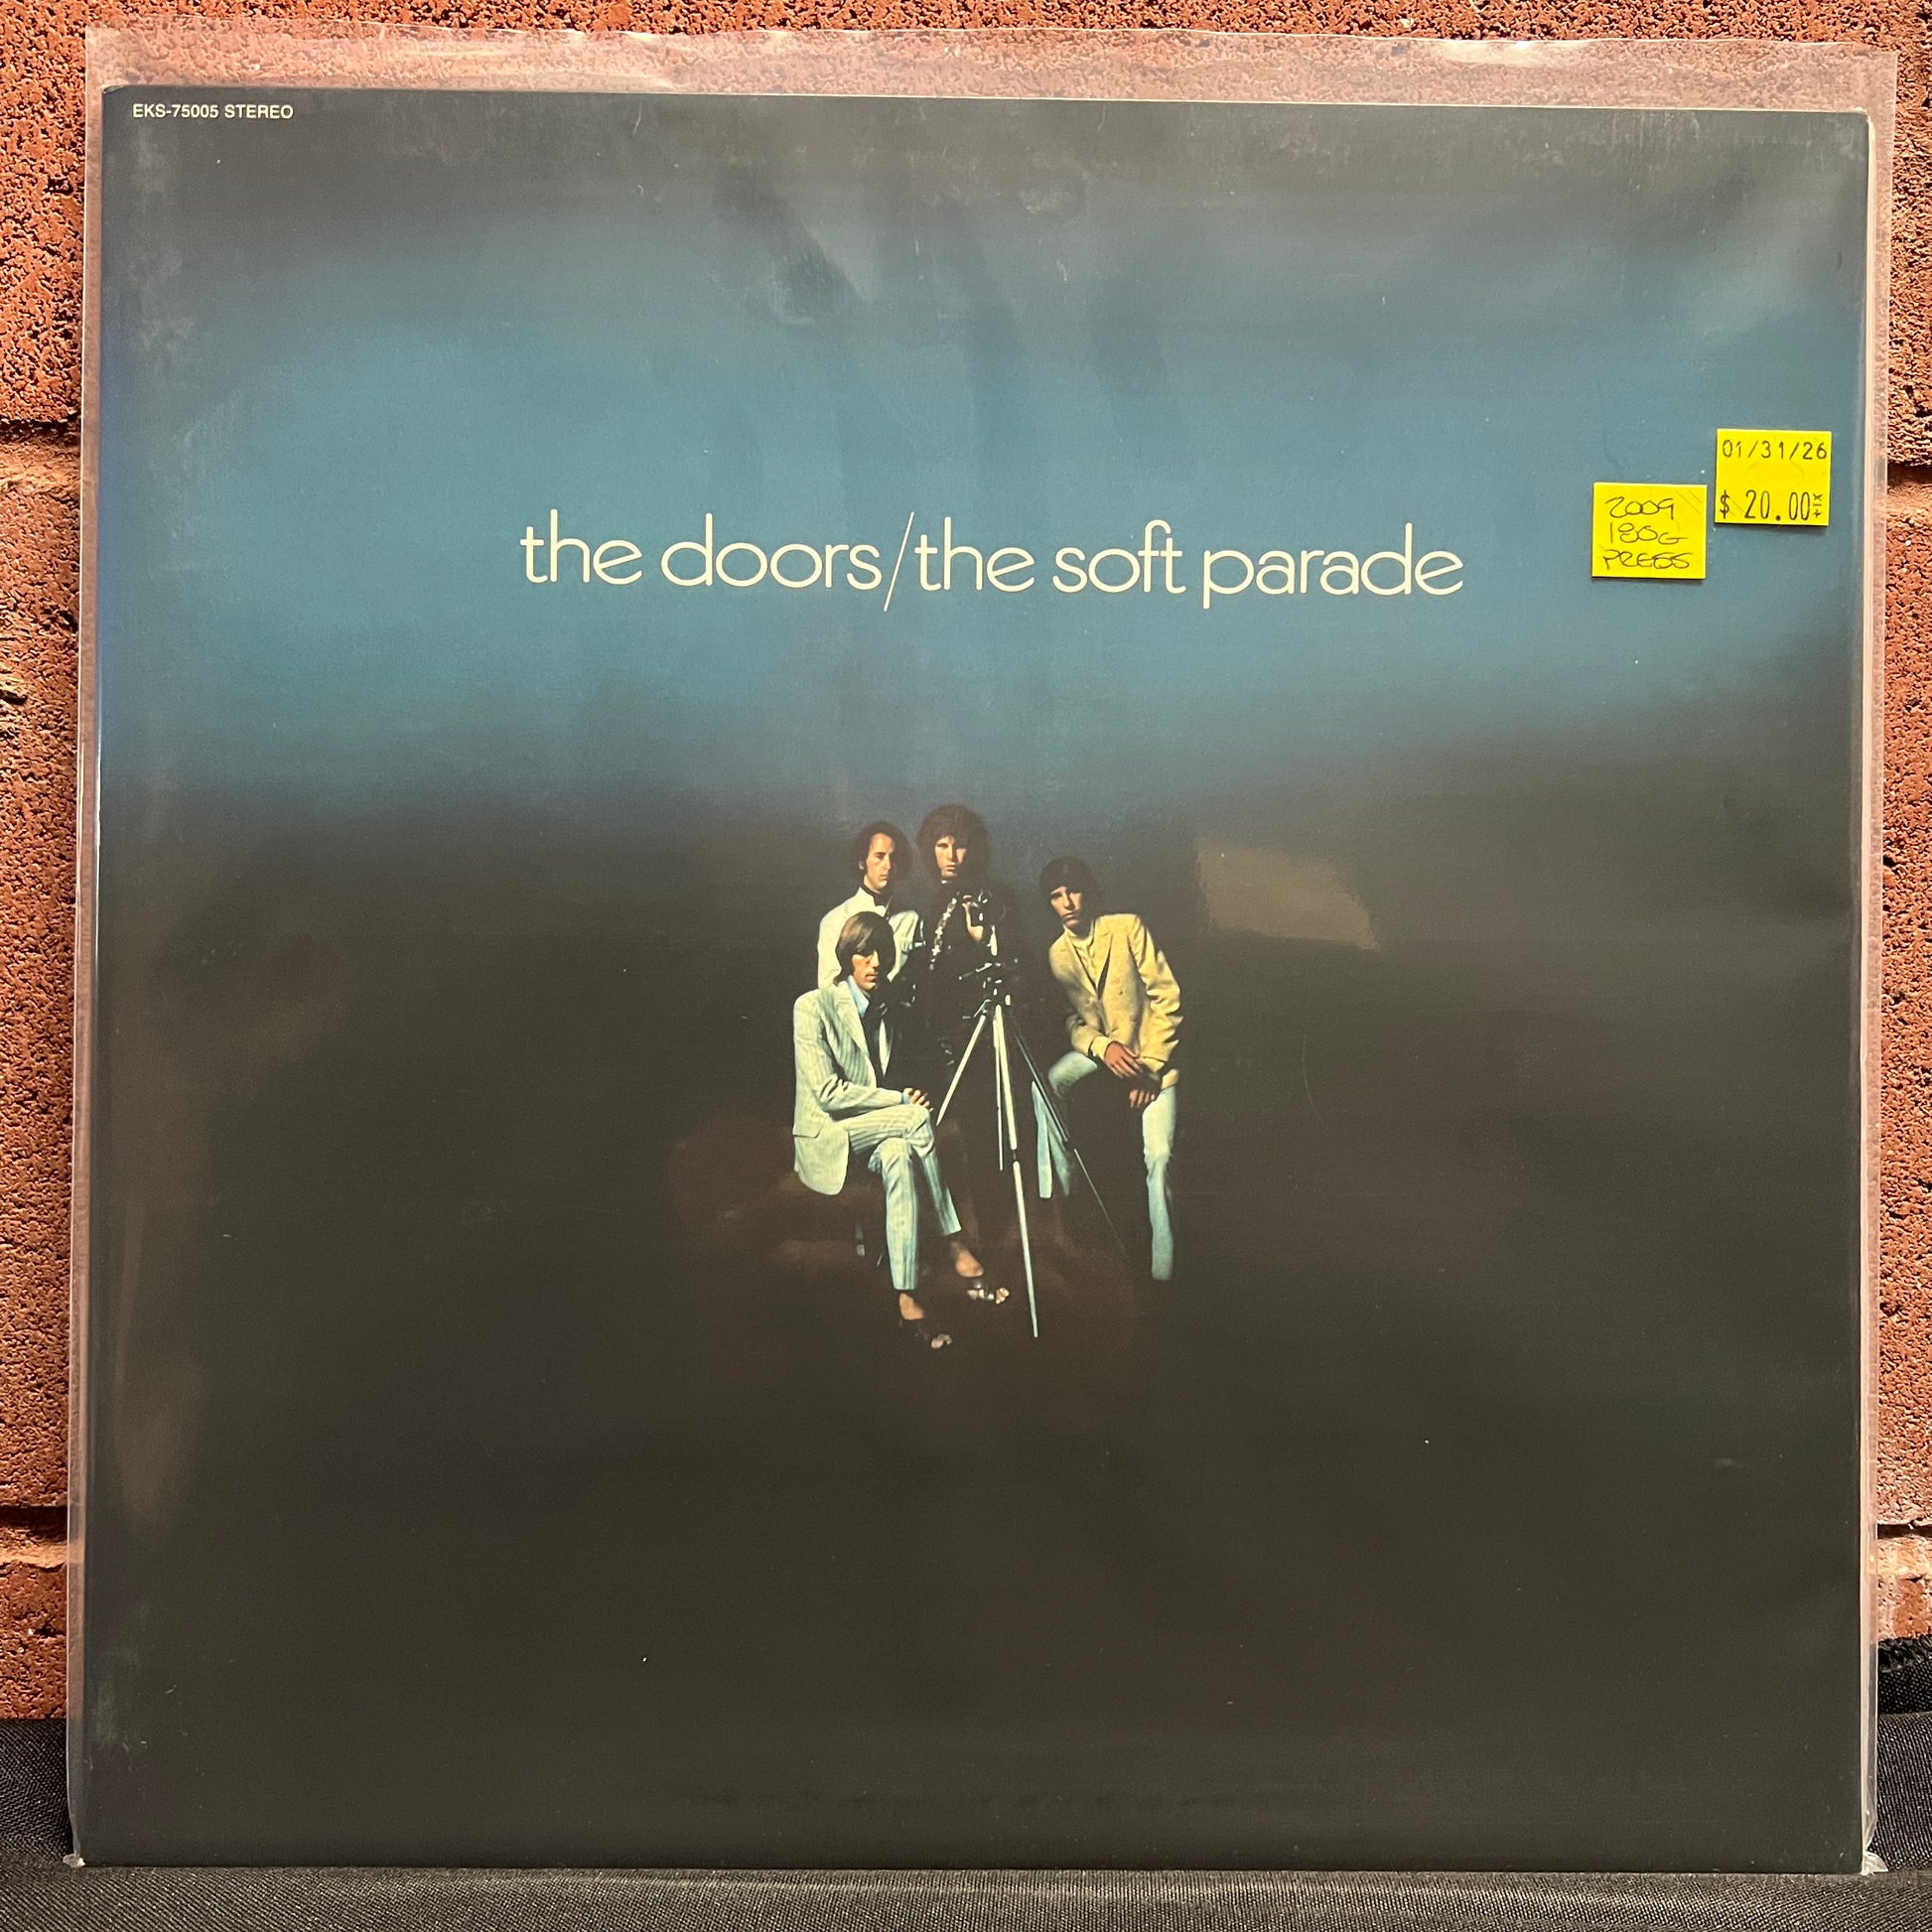 EKS-75005 STEREO
01/31/26
$ 20.00
2009
180G
PRESS
the doors/the soft parade